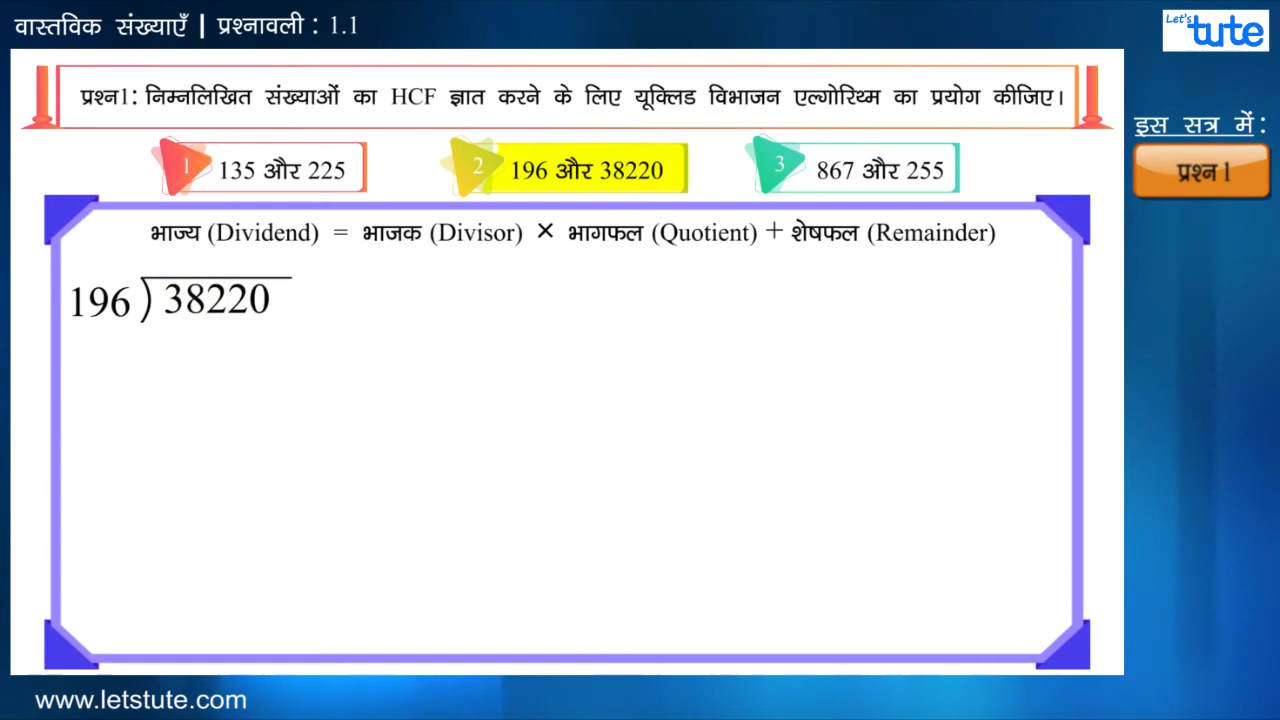 वास्तविक संख्याएँ | प्रश्नावली : 1.1
Let's tute
प्रश्न1: निम्नलिखित संख्याओं का HCF ज्ञात करने के लिए यूक्लिड विभाजन एल्गोरिथ्म का प्रयोग कीजिए।
इस सत्र में:
प्रश्न 1
1 135 और 225
2 196 और 38220
3 867 और 255
भाज्य (Dividend) = भाजक (Divisor) × भागफल (Quotient) + शेषफल (Remainder)
196 ) 38220
www.letstute.com